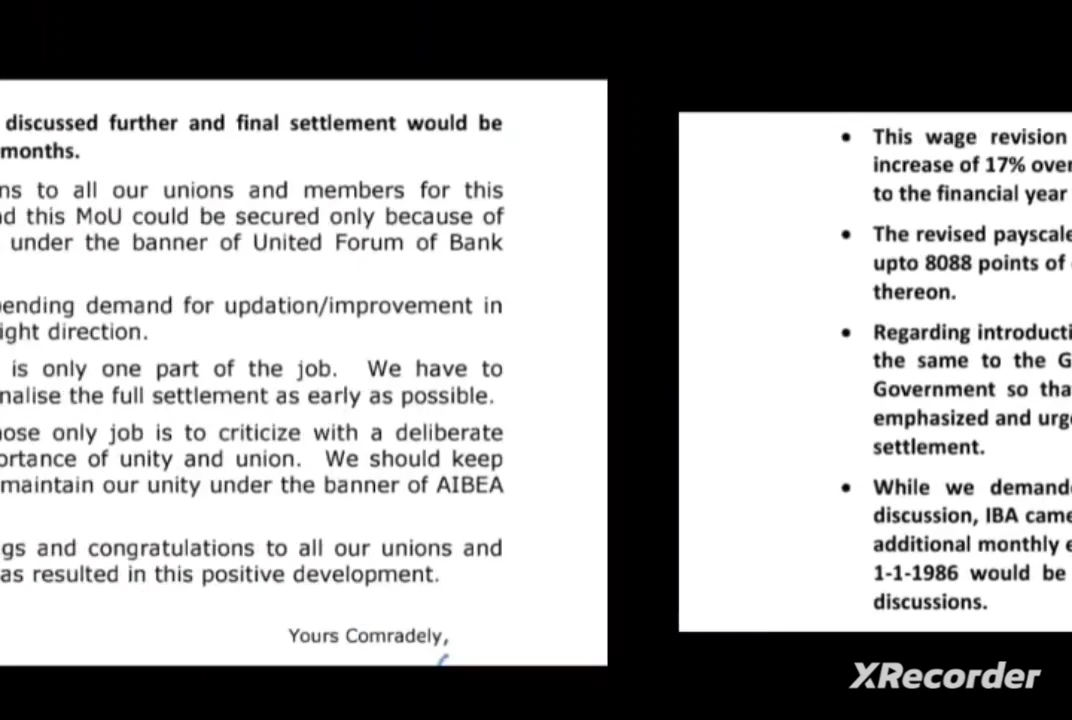 discussed further and final settlement would be
months.
ns to all our unions and members for this
d this MoU could be secured only because of
under the banner of United Forum of Bank
ending demand for updation/improvement in
ight direction.
is only one part of the job. We have to
nalise the full settlement as early as possible.
ose only job is to criticize with a deliberate
ortance of unity and union. We should keep
maintain our unity under the banner of AIBEA
gs and congratulations to all our unions and
as resulted in this positive development.
Yours Comradely,
• This wage revision
increase of 17% over
to the financial year
• The revised payscale
upto 8088 points of
thereon.
• Regarding introducti
the same to the G
Government so tha
emphasized and urge
settlement.
• While we demande
discussion, IBA came
additional monthly e
1-1-1986 would be
discussions.
XRecorder